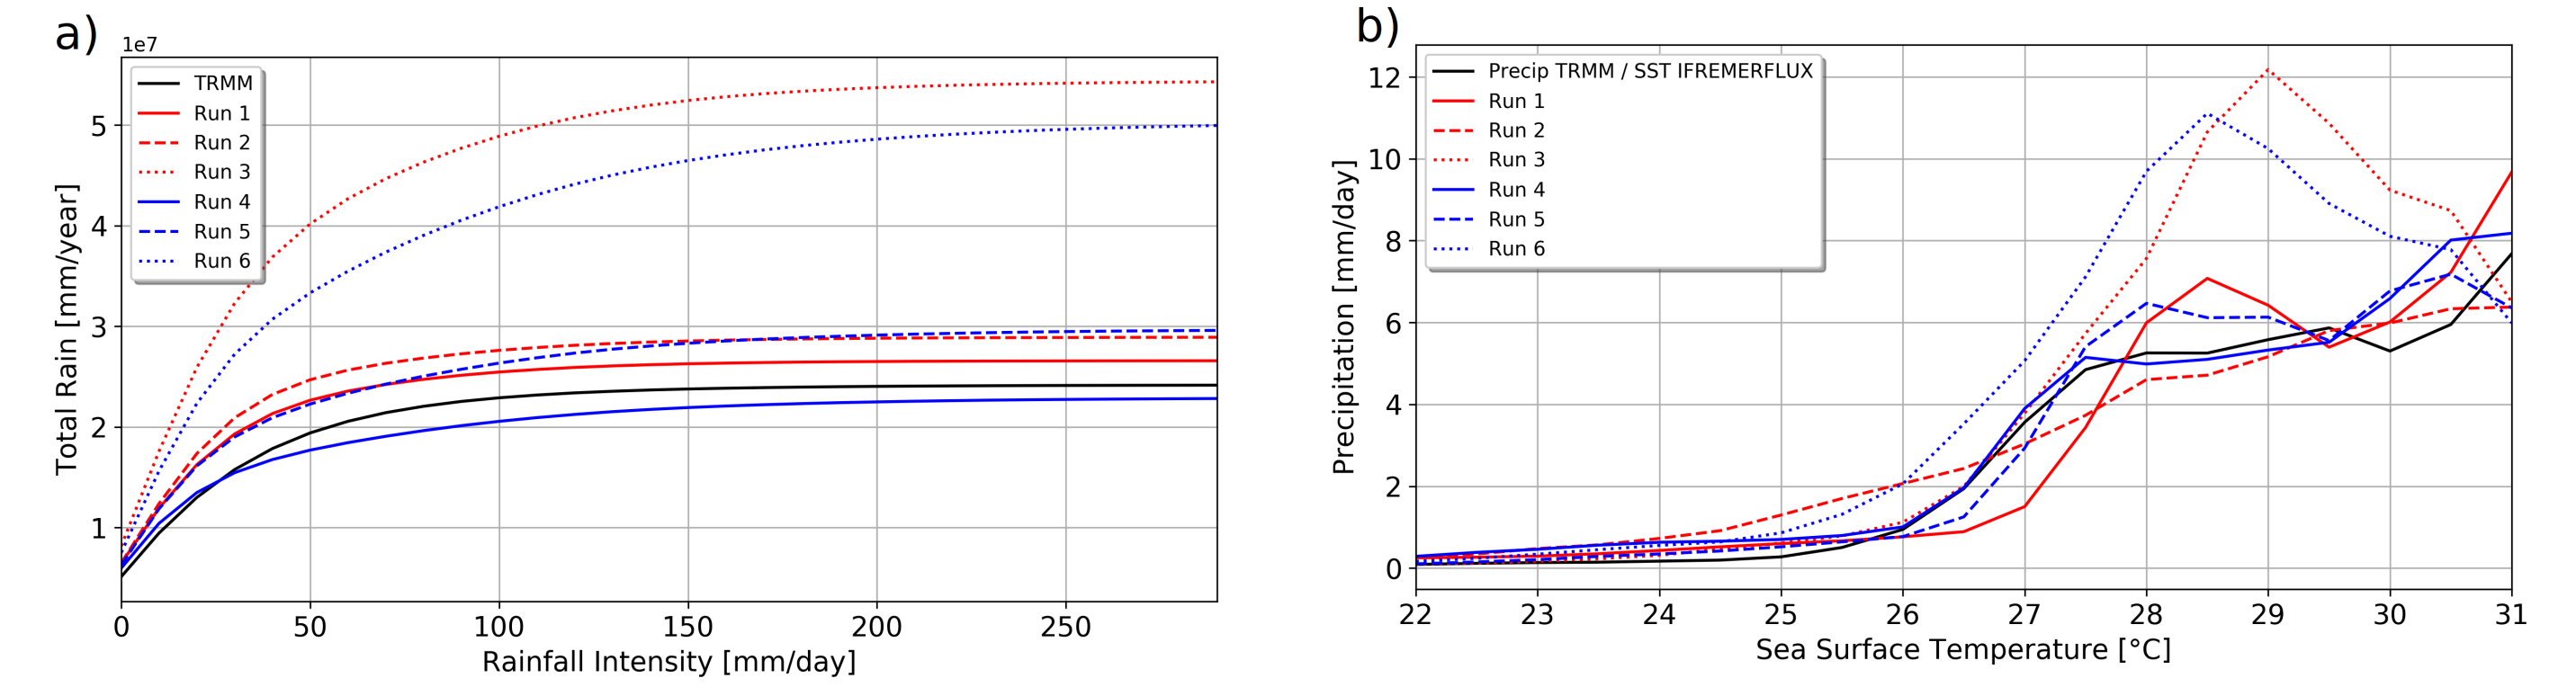 a)
1e7
TRMM
Run 1
Run 2
Run 3
Run 4
Run 5
Run 6
5
4
3
2
1
Total Rain [mm/year]
0 50 100 150 200 250
Rainfall Intensity [mm/day]
b)
Precip TRMM / SST IFREMERFLUX
Run 1
Run 2
Run 3
Run 4
Run 5
Run 6
12
10
8
6
4
2
0
Precipitation [mm/day]
22 23 24 25 26 27 28 29 30 31
Sea Surface Temperature [°C]